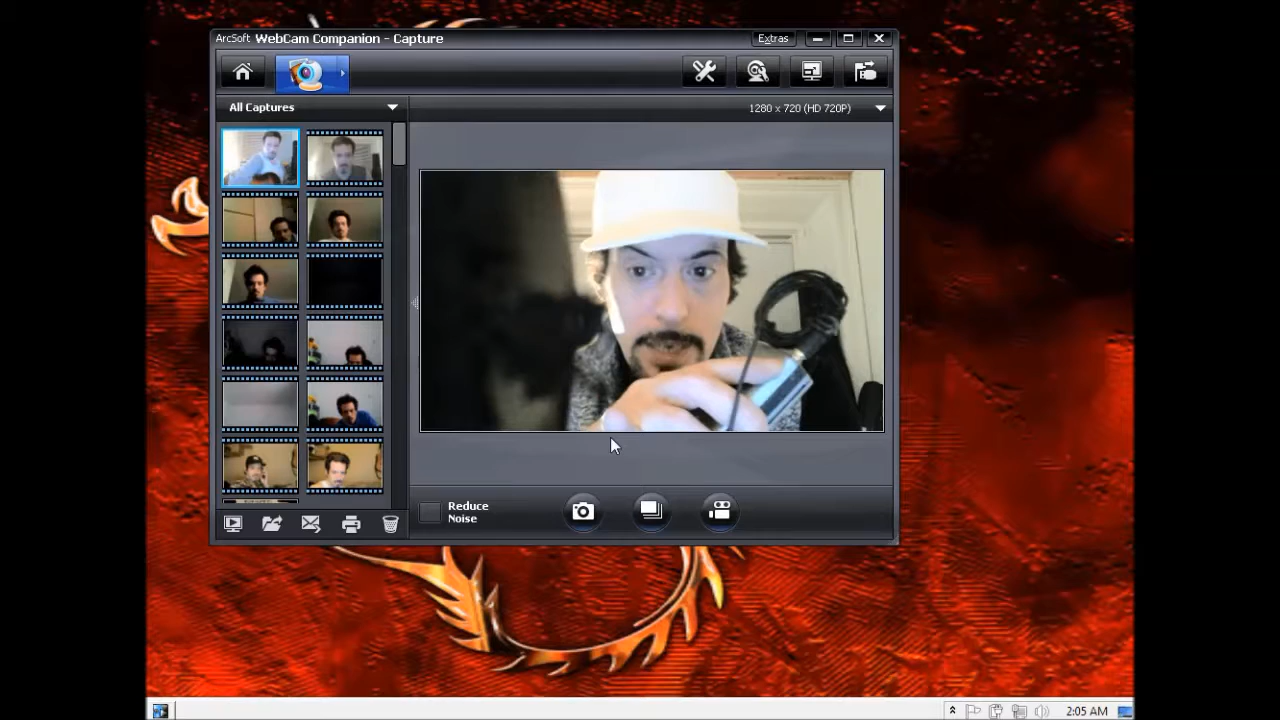 ArcSoft WebCam Companion - Capture
Extras
All Captures
1280 x 720 (HD 720P)
Reduce
Noise
2:05 AM